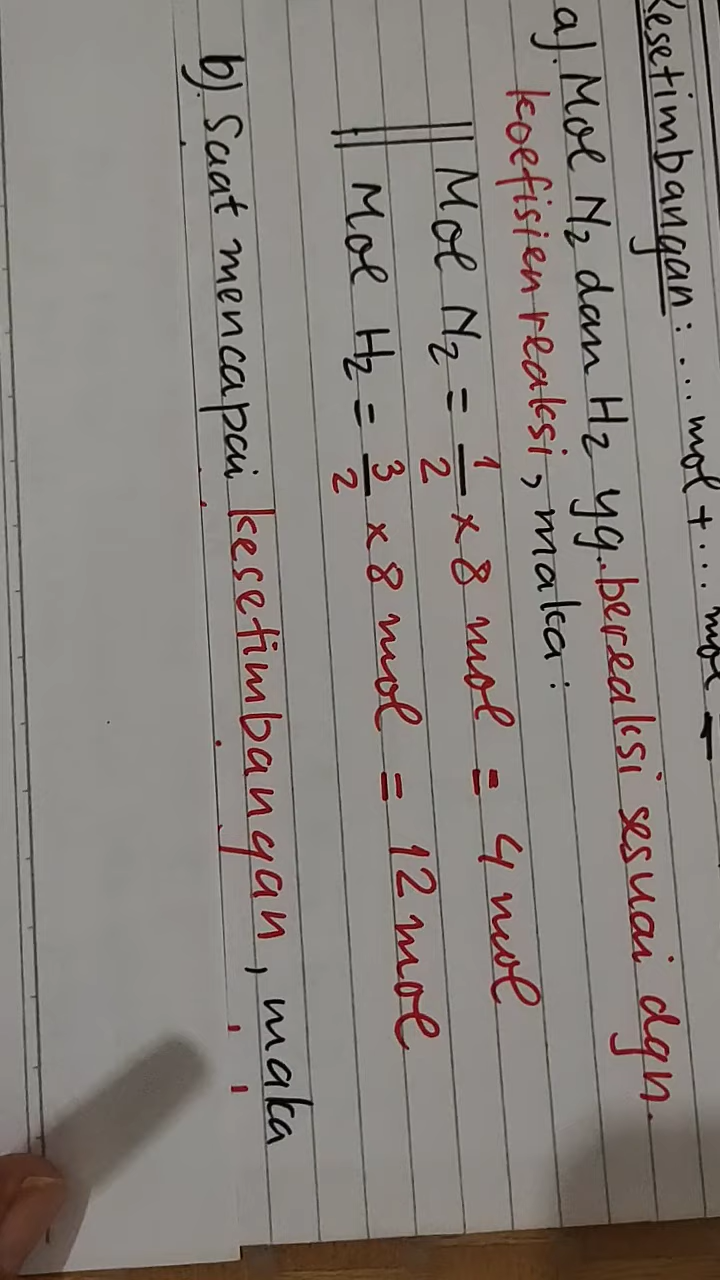 Kesetimbangan : ... mol + ... mol
a). Mol N₂ dan H₂ yg. bereaksi sesuai dgn.
koefisien reaksi, maka :
|| Mol N₂ = 1/2 x 8 mol = 4 mol
|| Mol H₂ = 3/2 x 8 mol = 12 mol
b) Saat mencapai kesetimbangan, maka